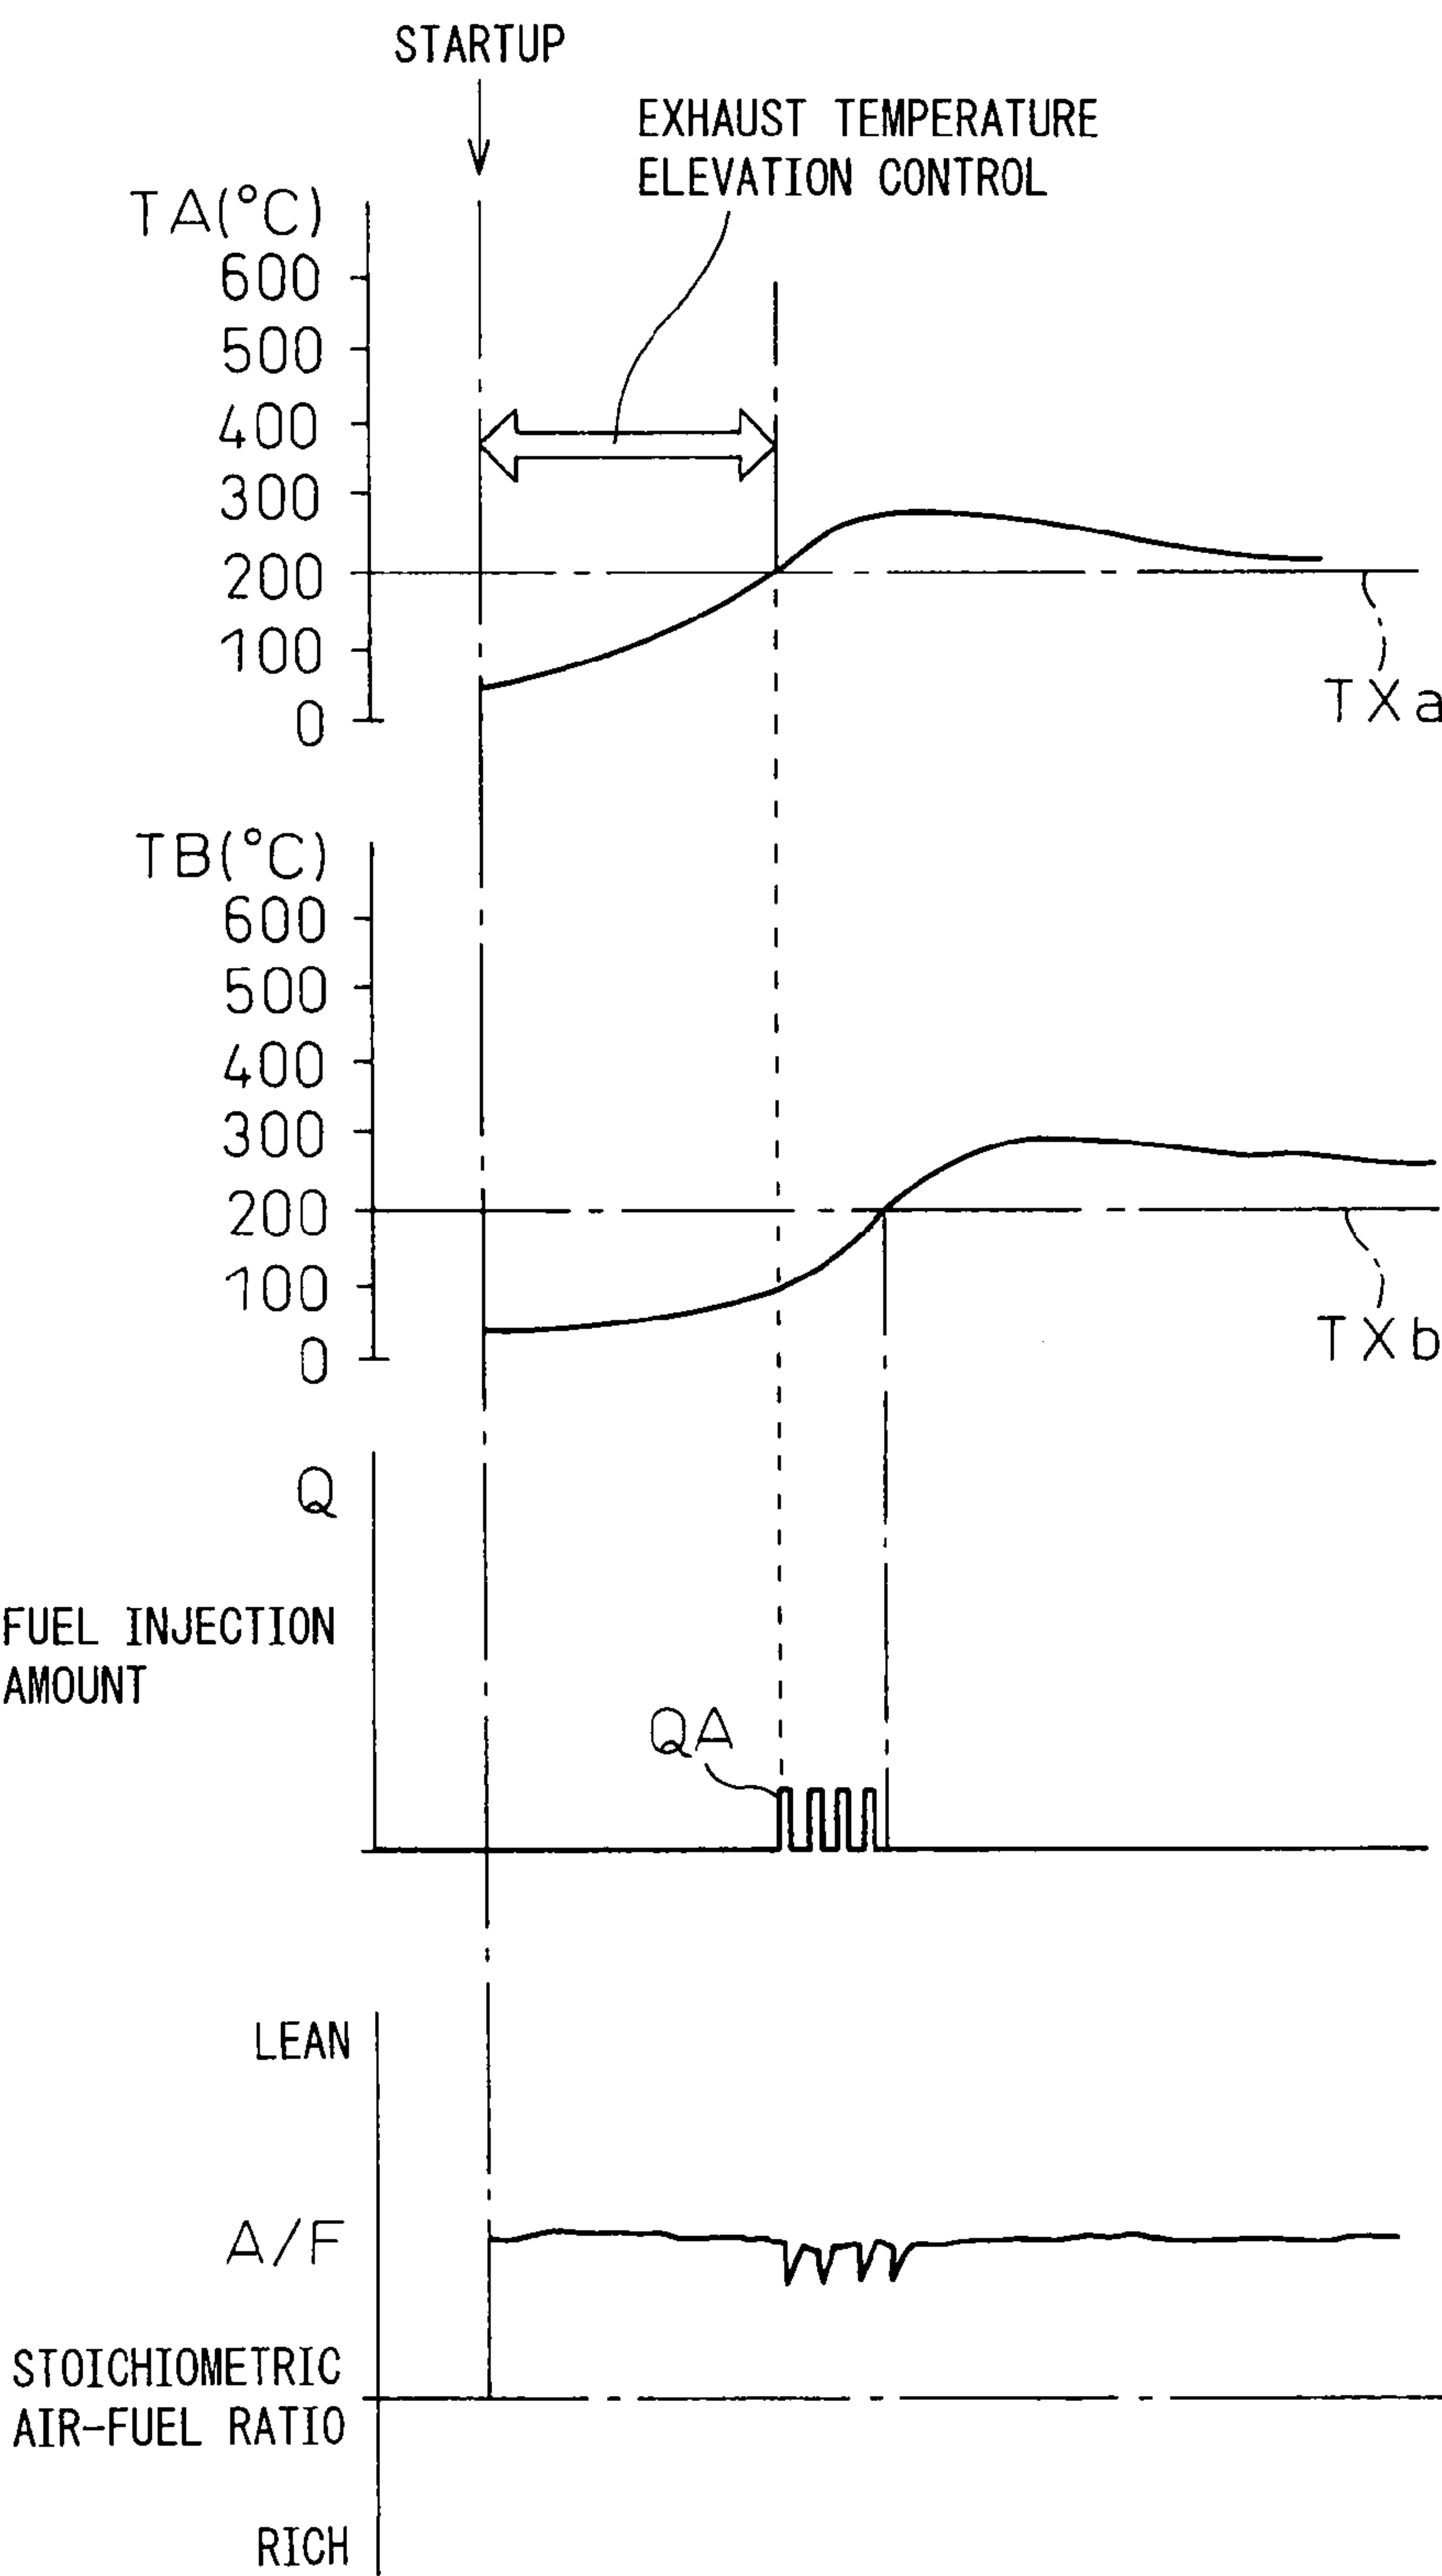 STARTUP
EXHAUST TEMPERATURE
ELEVATION CONTROL
TA(°C)
600
500
400
300
200
100
0
TXa
TB(°C)
600
500
400
300
200
100
0
TXb
Q
FUEL INJECTION
AMOUNT
QA
LEAN
A/F
STOICHIOMETRIC
AIR-FUEL RATIO
RICH